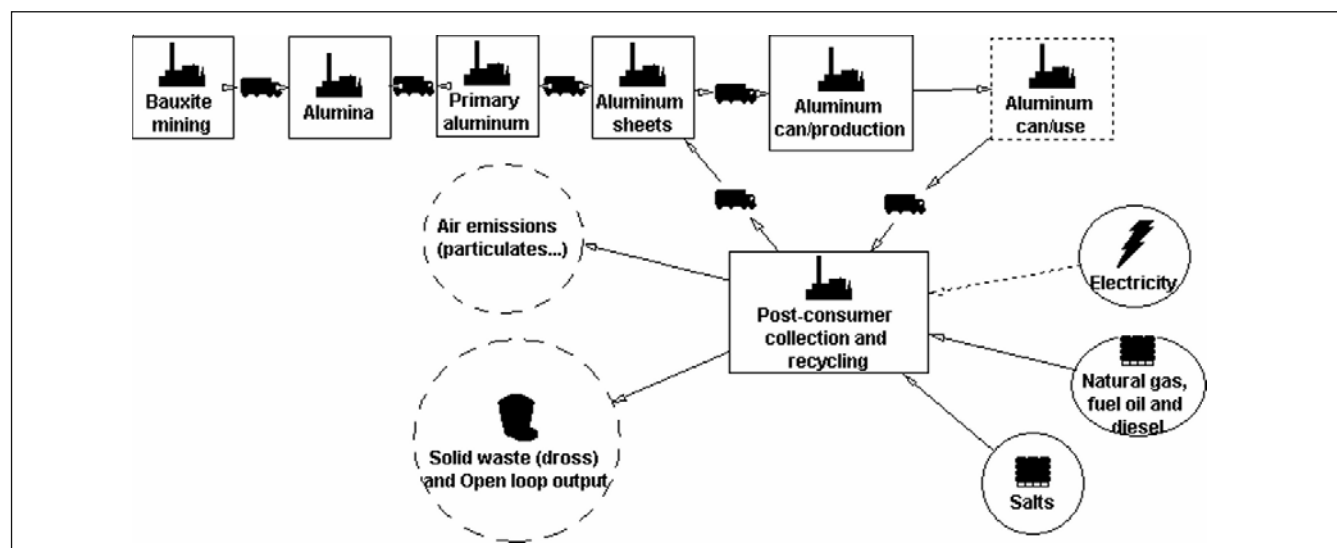 Bauxite
mining
Alumina
Primary
aluminum
Aluminum
sheets
Aluminum
can/production
Aluminum
can/use
Air emissions
(particulates...)
Electricity
Post-consumer
collection and
recycling
Natural gas,
fuel oil and
diesel
Solid waste (dross)
and Open loop output
Salts